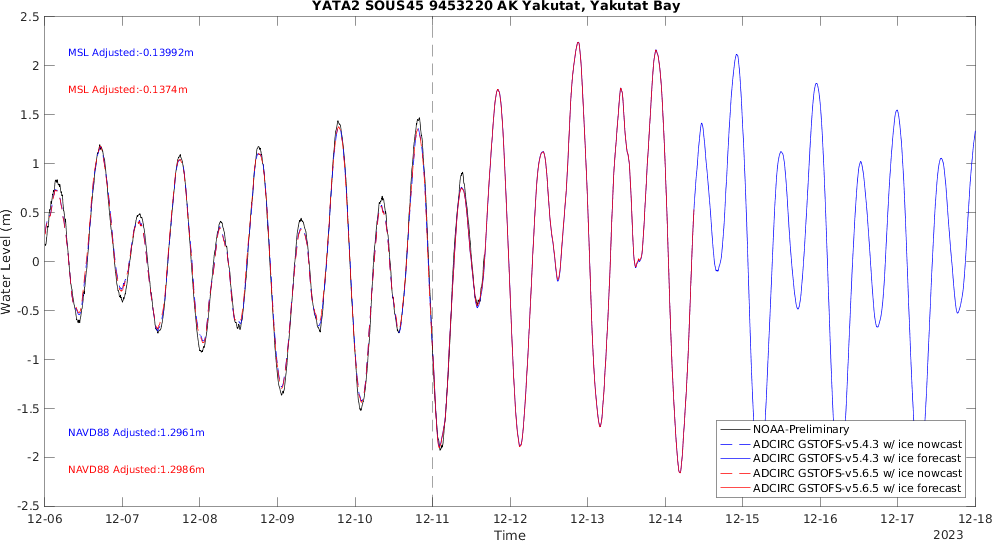 YATA2 SOUS45 9453220 AK Yakutat, Yakutat Bay
2.5
2
1.5
1
0.5
0
-0.5
-1
-1.5
-2
-2.5
Water Level (m)
MSL Adjusted:-0.13992m
MSL Adjusted:-0.1374m
NAVD88 Adjusted:1.2961m
NAVD88 Adjusted:1.2986m
NOAA-Preliminary
ADCIRC GSTOFS-v5.4.3 w/ ice nowcast
ADCIRC GSTOFS-v5.4.3 w/ ice forecast
ADCIRC GSTOFS-v5.6.5 w/ ice nowcast
ADCIRC GSTOFS-v5.6.5 w/ ice forecast
12-06 12-07 12-08 12-09 12-10 12-11 12-12 12-13 12-14 12-15 12-16 12-17 12-18
Time
2023